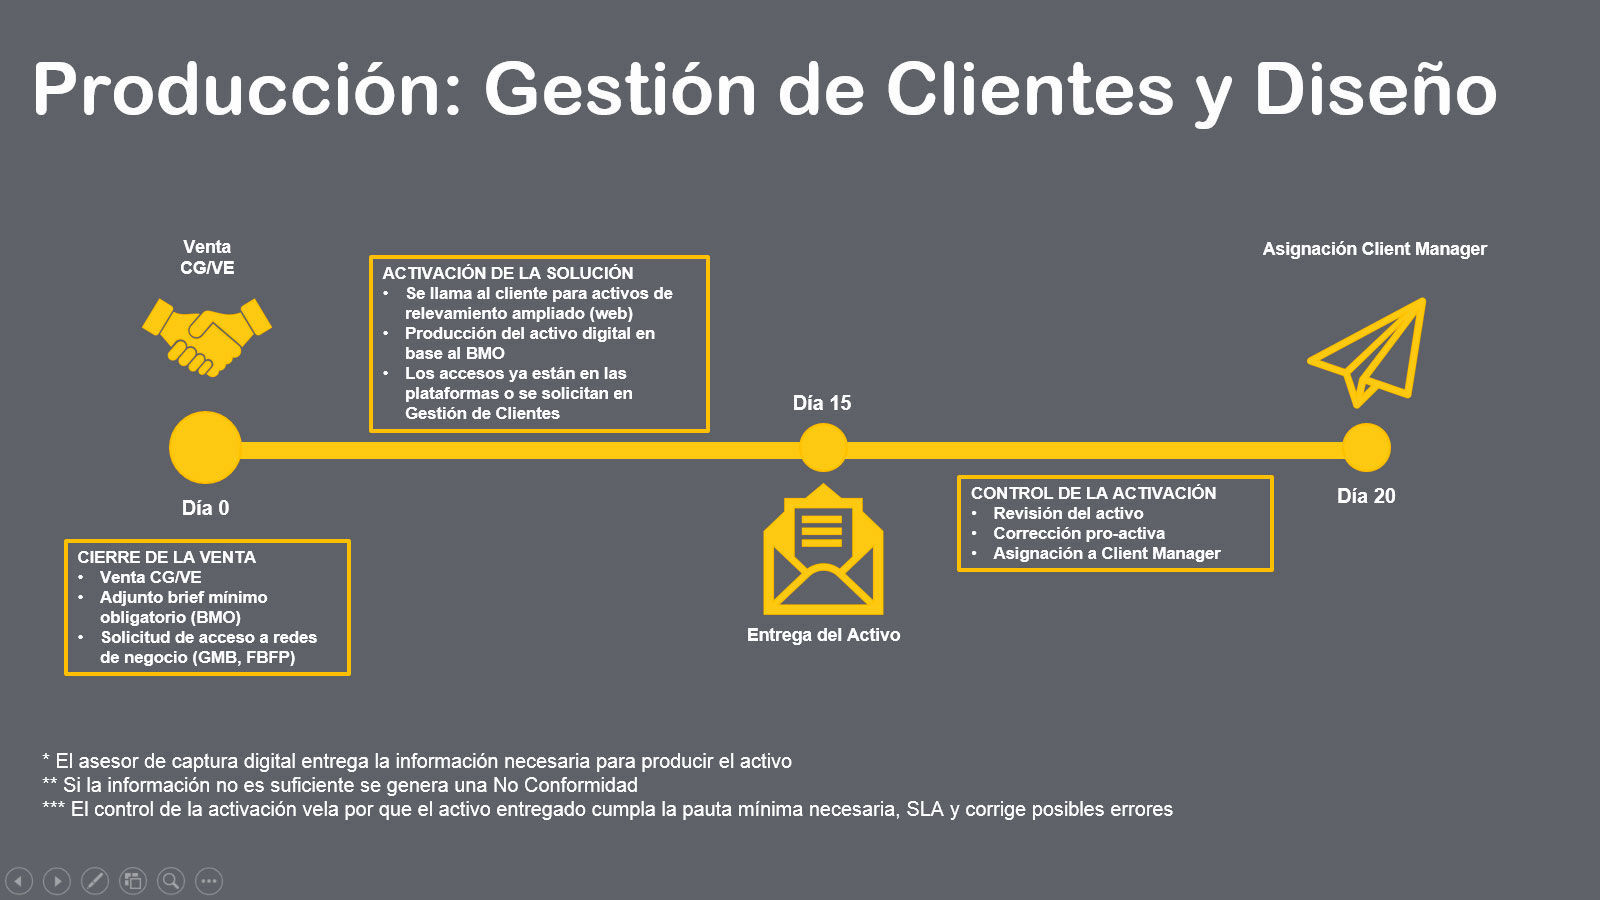 Producción: Gestión de Clientes y Diseño
Venta
CG/VE
Asignación Client Manager
ACTIVACIÓN DE LA SOLUCIÓN
• Se llama al cliente para activos de
relevamiento ampliado (web)
• Producción del activo digital en
base al BMO
• Los accesos ya están en las
plataformas o se solicitan en
Gestión de Clientes
Día 15
Día 0
CONTROL DE LA ACTIVACIÓN
• Revisión del activo
• Corrección pro-activa
• Asignación a Client Manager
Día 20
CIERRE DE LA VENTA
• Venta CG/VE
• Adjunto brief mínimo
obligatorio (BMO)
• Solicitud de acceso a redes
de negocio (GMB, FBFP)
Entrega del Activo
* El asesor de captura digital entrega la información necesaria para producir el activo
** Si la información no es suficiente se genera una No Conformidad
*** El control de la activación vela por que el activo entregado cumpla la pauta mínima necesaria, SLA y corrige posibles errores